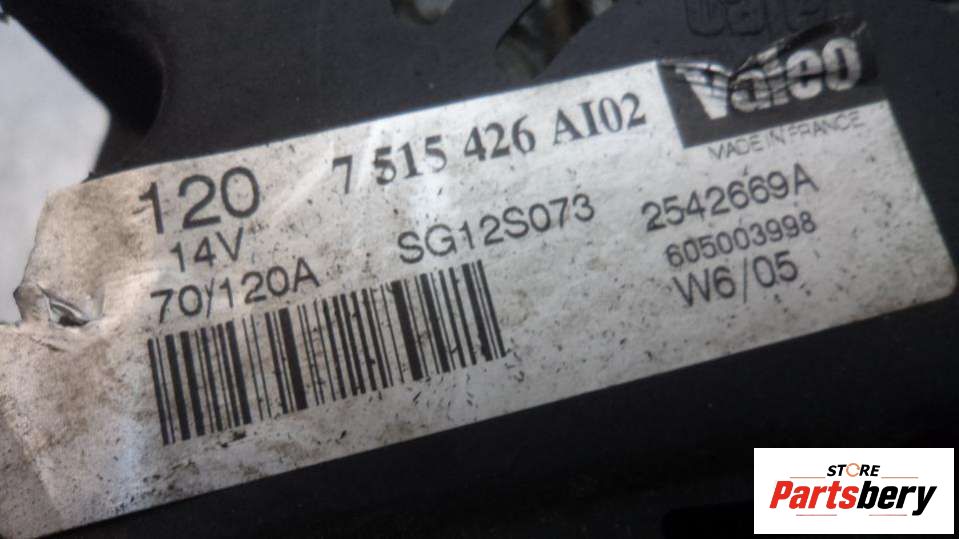 Valeo
MADE IN FRANCE
120 7 515 426 AI02
14V SG12S073 2542669A
70/120A 605003998
W6/05
STORE
Partsbery